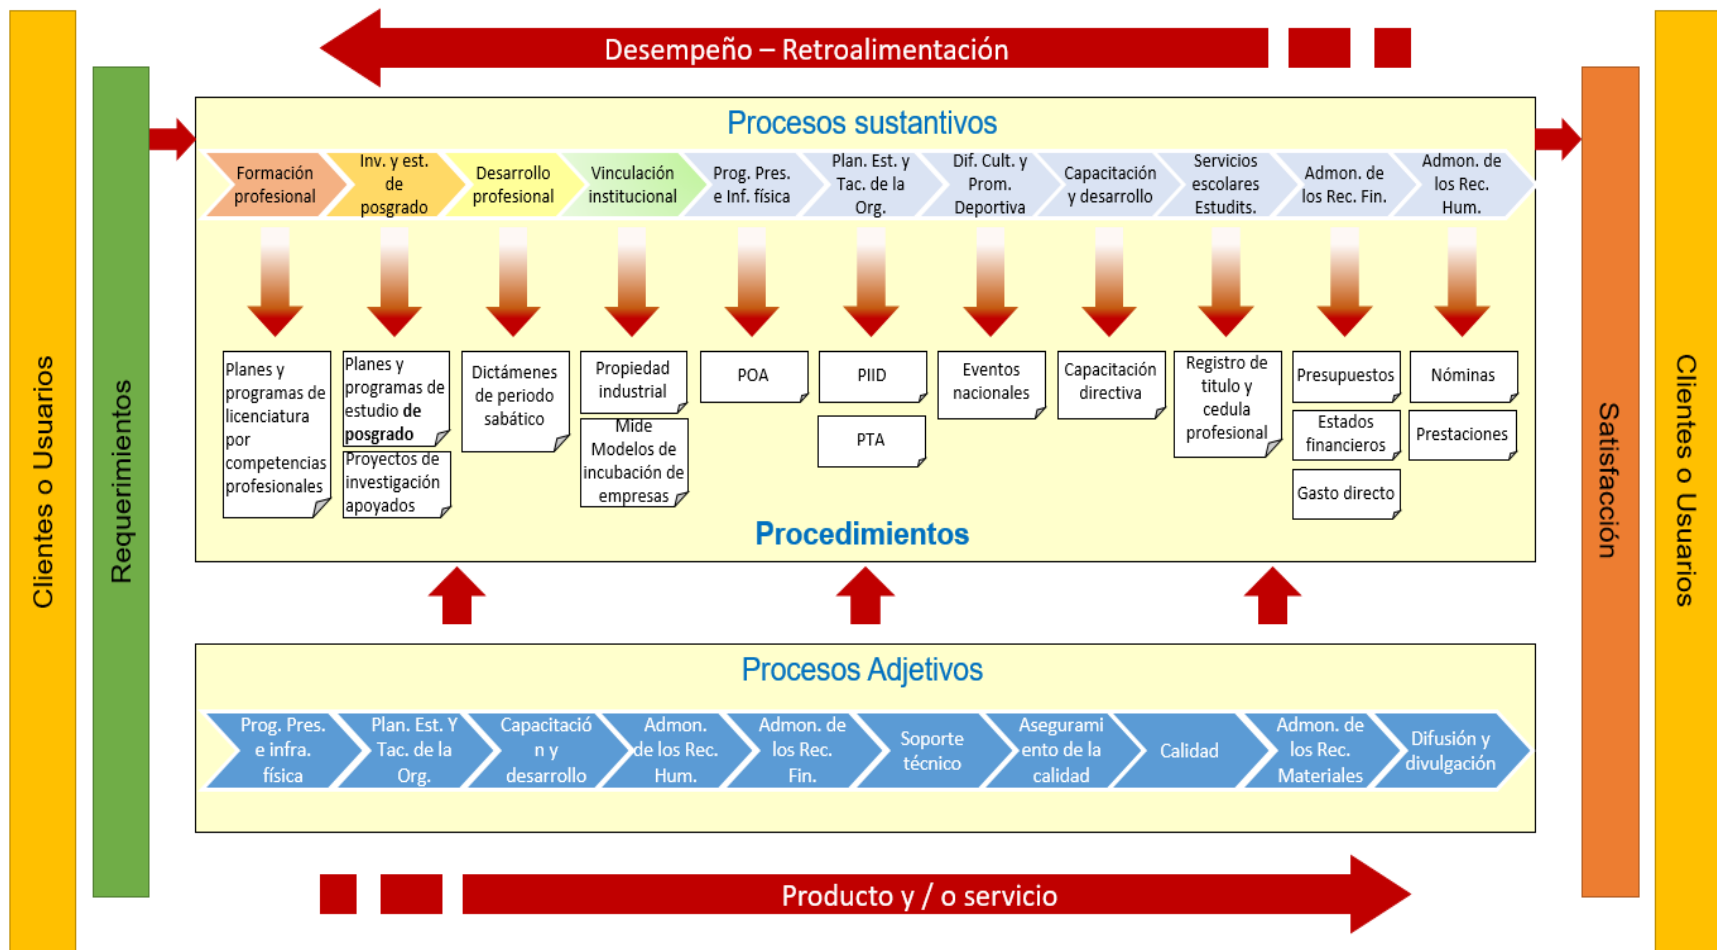 Desempeño – Retroalimentación
Clientes o Usuarios
Requerimientos
Procesos sustantivos
Formación
profesional
Inv. y est.
de
posgrado
Desarrollo
profesional
Vinculación
institucional
Prog. Pres.
e Inf. física
Plan. Est. y
Tac. de la
Org.
Dif. Cult. y
Prom.
Deportiva
Capacitación
y desarrollo
Servicios
escolares
Estudits.
Admon. de
los Rec. Fin.
Admon. de
los Rec.
Hum.
Planes y
programas de
licenciatura
por
competencias
profesionales
Planes y
programas de
estudio de
posgrado
Proyectos de
investigación
apoyados
Dictámenes
de periodo
sabático
Propiedad
industrial
Mide
Modelos de
incubación de
empresas
POA
PIID
PTA
Eventos
nacionales
Capacitación
directiva
Registro de
titulo y
cedula
profesional
Presupuestos
Estados
financieros
Gasto directo
Nóminas
Prestaciones
Procedimientos
Procesos Adjetivos
Prog. Pres.
e infra.
física
Plan. Est. Y
Tac. de la
Org.
Capacitació
n y
desarrollo
Admon.
de los Rec.
Hum.
Admon. de
los Rec.
Fin.
Soporte
técnico
Asegurami
ento de la
calidad
Calidad
Admon. de
los Rec.
Materiales
Difusión y
divulgación
Producto y / o servicio
Satisfacción
Clientes o Usuarios